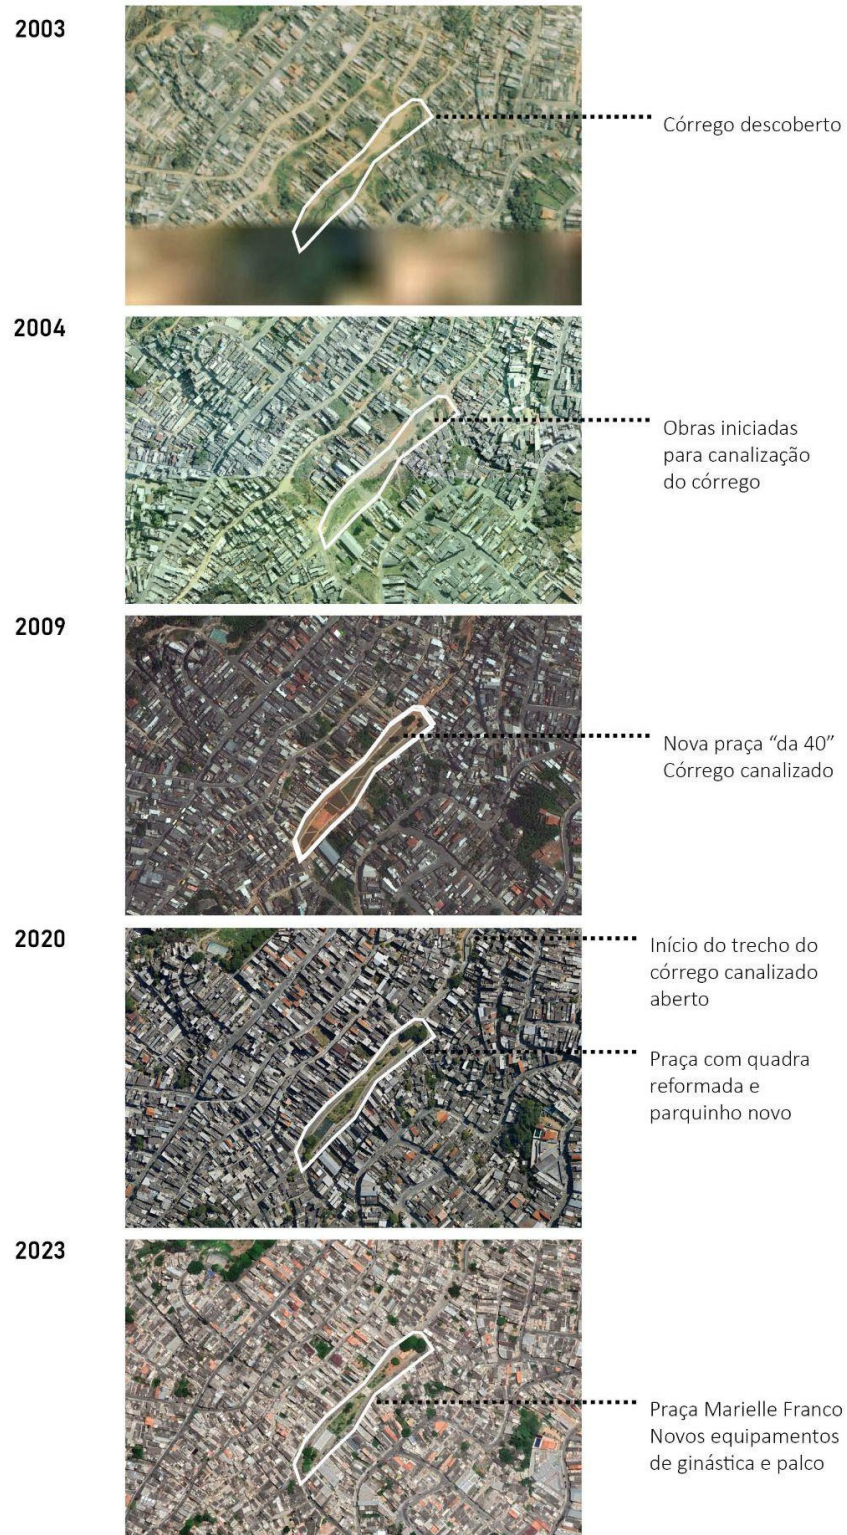 2003
Córrego descoberto
2004
Obras iniciadas
para canalização
do córrego
2009
Nova praça “da 40”
Córrego canalizado
2020
Início do trecho do
córrego canalizado
aberto
Praça com quadra
reformada e
parquinho novo
2023
Praça Marielle Franco
Novos equipamentos
de ginástica e palco